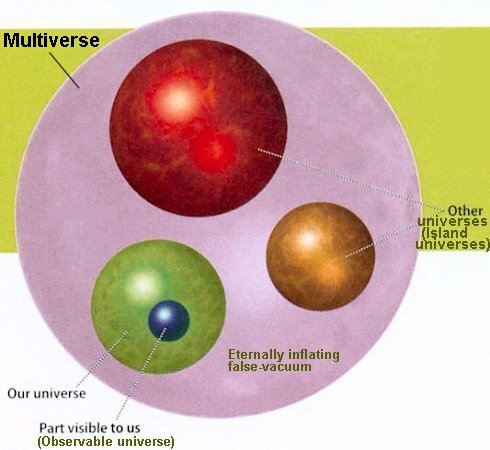 Multiverse
Other
universes
(Island
universes)
Eternally inflating
false-vacuum
Our universe
Part visible to us
(Observable universe)